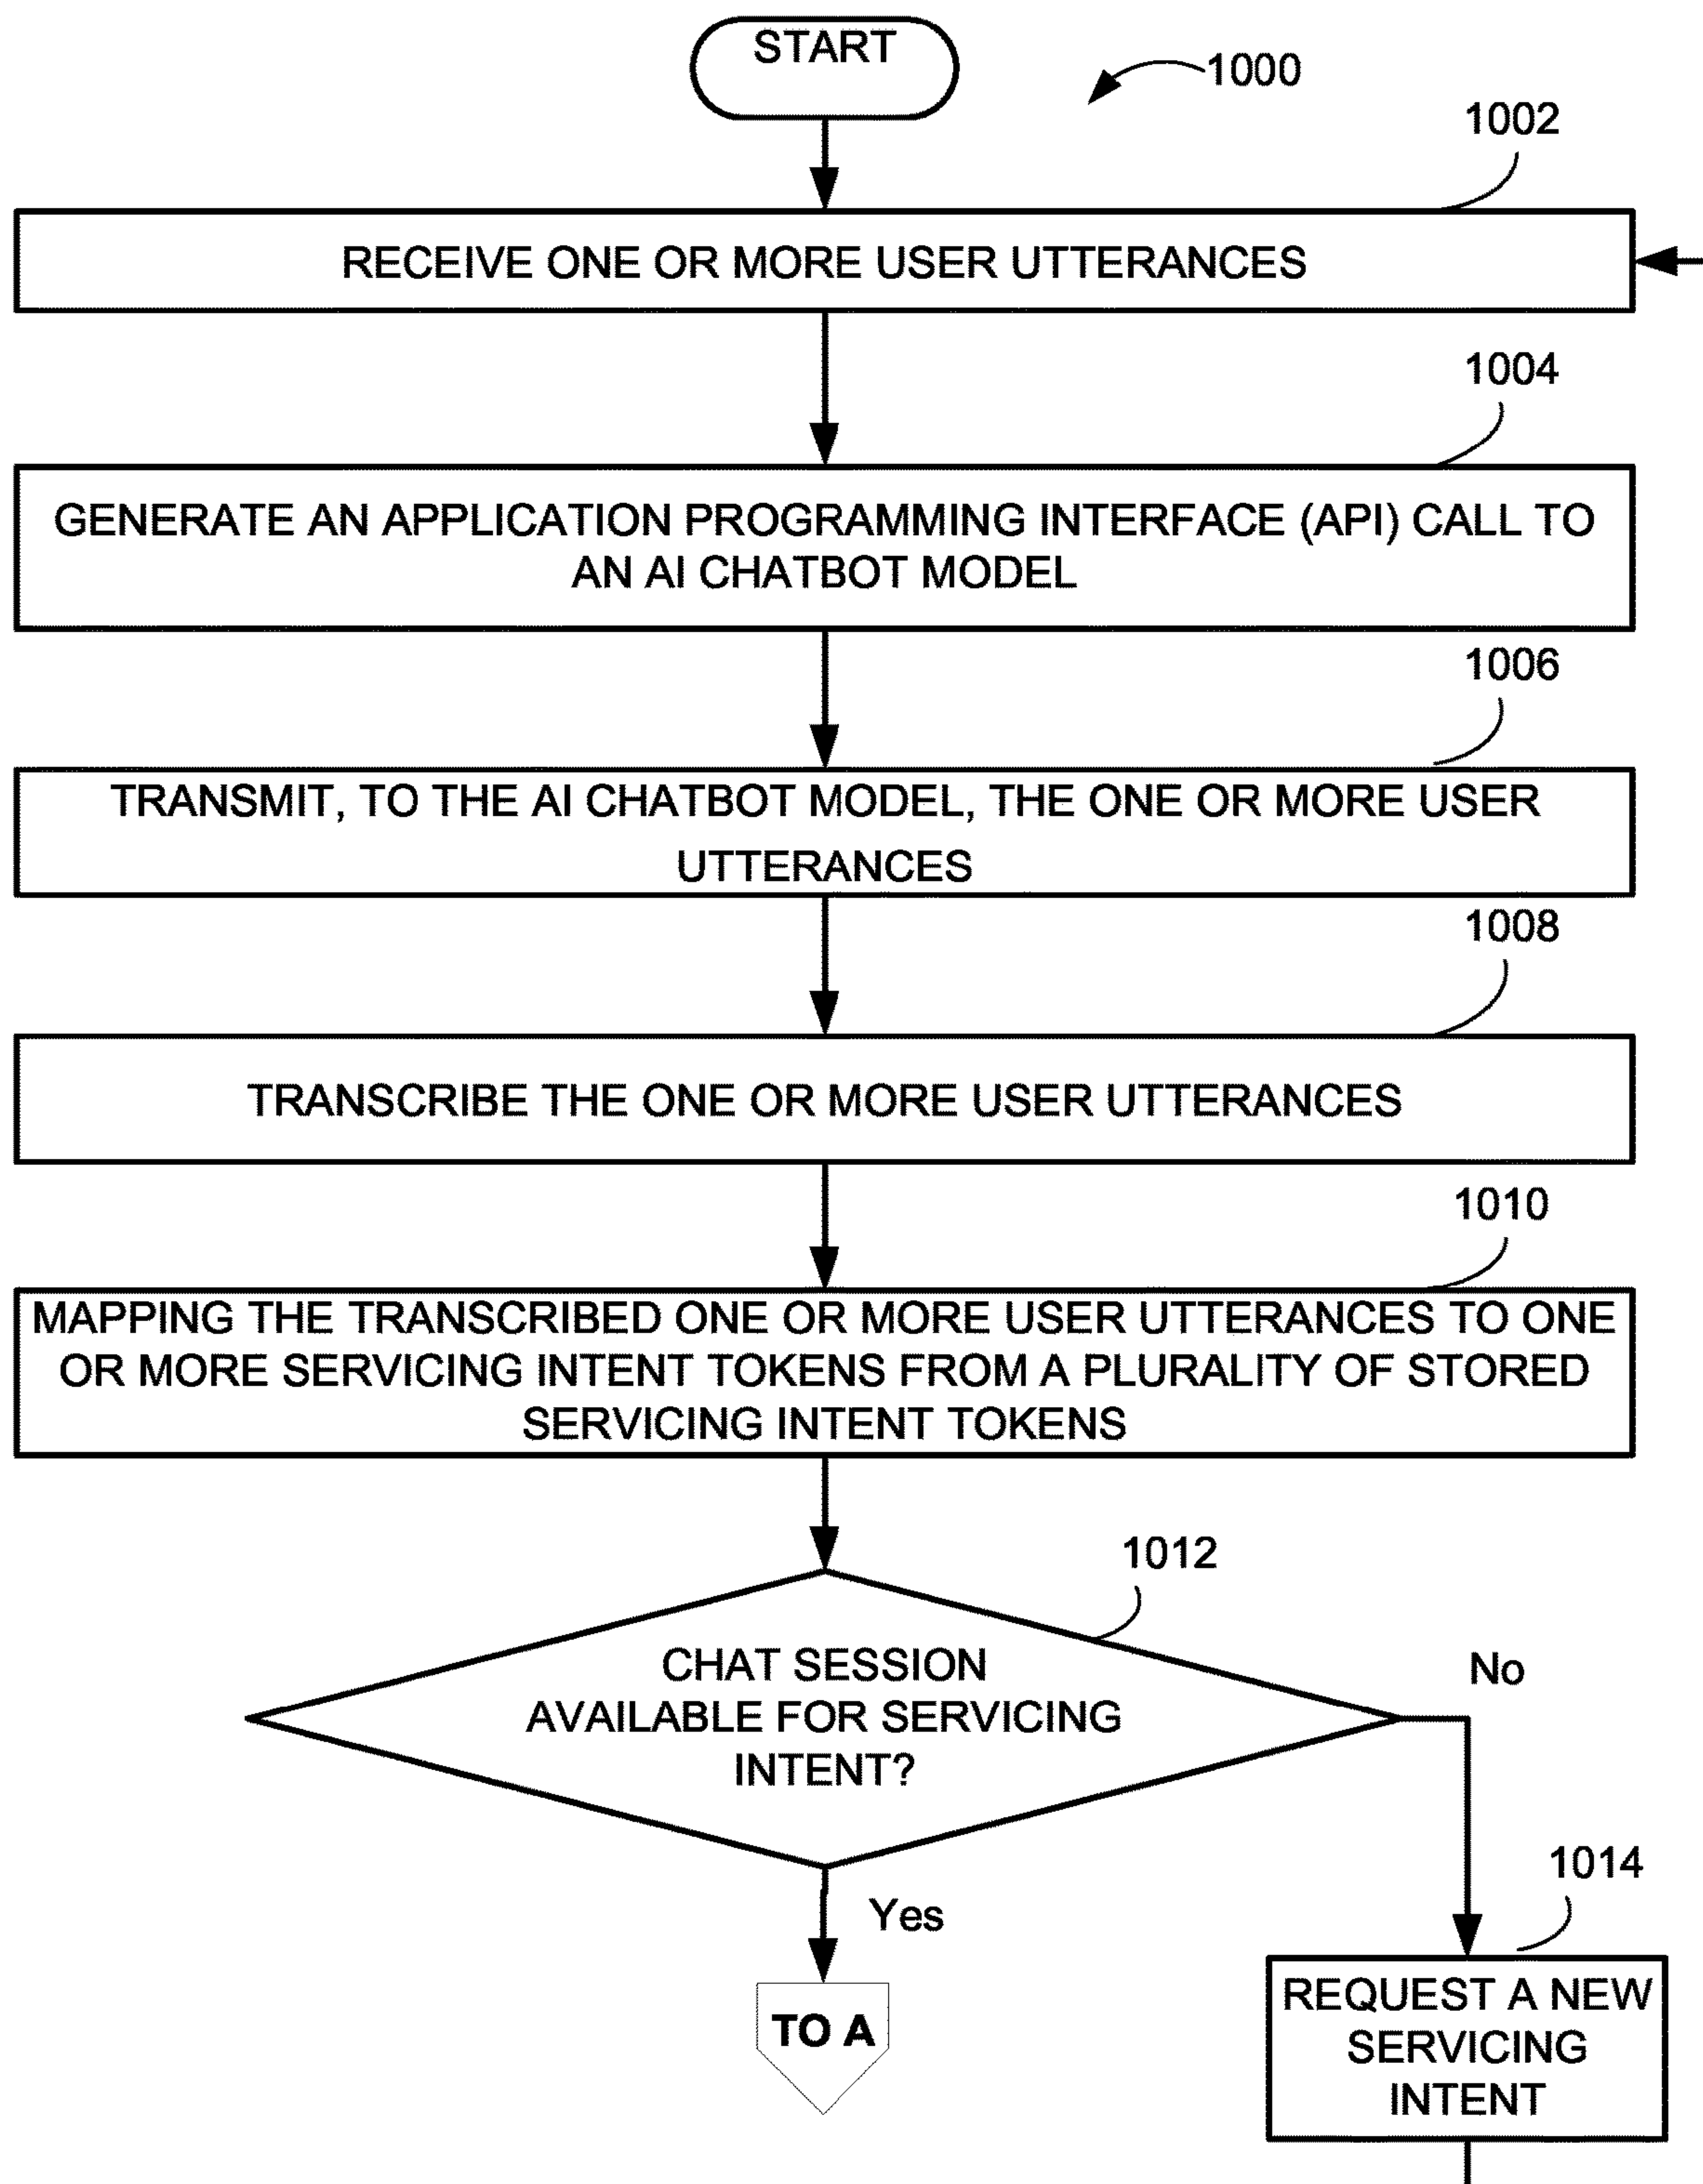 START
1000
1002
RECEIVE ONE OR MORE USER UTTERANCES
1004
GENERATE AN APPLICATION PROGRAMMING INTERFACE (API) CALL TO
AN AI CHATBOT MODEL
1006
TRANSMIT, TO THE AI CHATBOT MODEL, THE ONE OR MORE USER
UTTERANCES
1008
TRANSCRIBE THE ONE OR MORE USER UTTERANCES
1010
MAPPING THE TRANSCRIBED ONE OR MORE USER UTTERANCES TO ONE
OR MORE SERVICING INTENT TOKENS FROM A PLURALITY OF STORED
SERVICING INTENT TOKENS
1012
CHAT SESSION
AVAILABLE FOR SERVICING
INTENT?
No
Yes
1014
TO A
REQUEST A NEW
SERVICING
INTENT